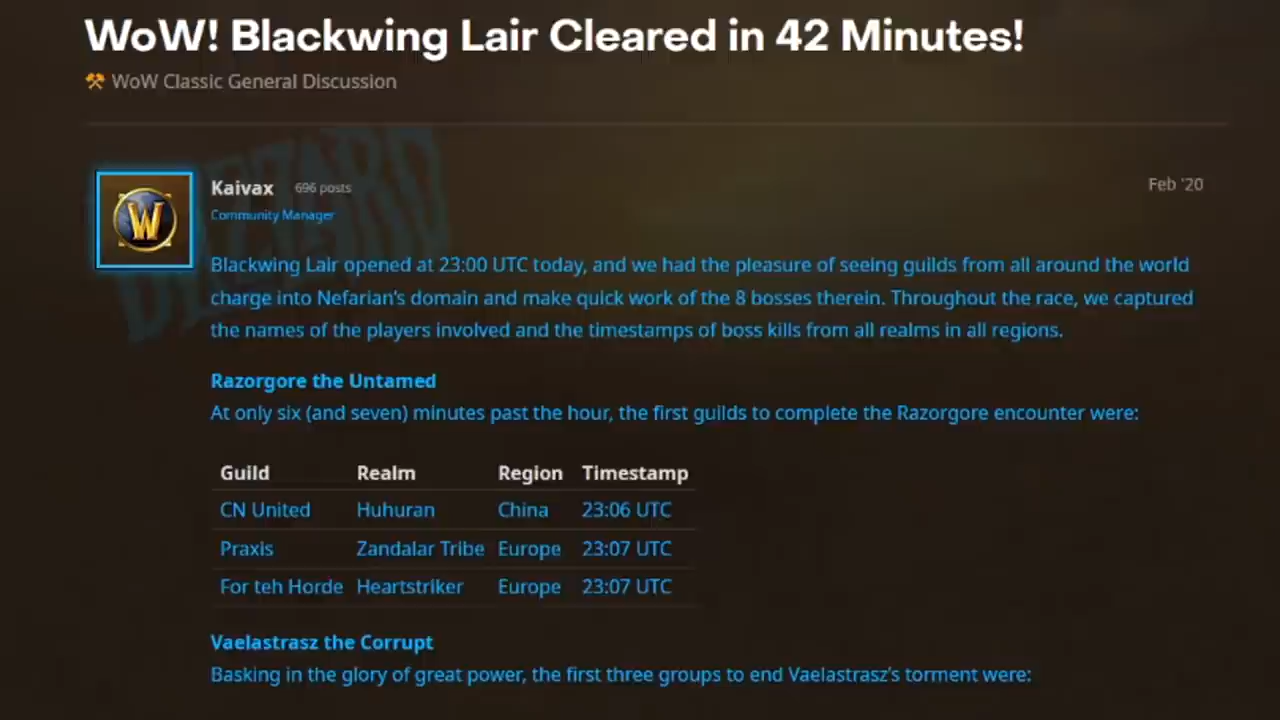 WoW! Blackwing Lair Cleared in 42 Minutes!
WoW Classic General Discussion
BLIZZARD
W
Kaivax 696 posts Feb '20
Community Manager
Blackwing Lair opened at 23:00 UTC today, and we had the pleasure of seeing guilds from all around the world
charge into Nefarian's domain and make quick work of the 8 bosses therein. Throughout the race, we captured
the names of the players involved and the timestamps of boss kills from all realms in all regions.
Razorgore the Untamed
At only six (and seven) minutes past the hour, the first guilds to complete the Razorgore encounter were:
Guild Realm Region Timestamp
CN United Huhuran China 23:06 UTC
Praxis Zandalar Tribe Europe 23:07 UTC
For teh Horde Heartstriker Europe 23:07 UTC
Vaelastrasz the Corrupt
Basking in the glory of great power, the first three groups to end Vaelastrasz's torment were: